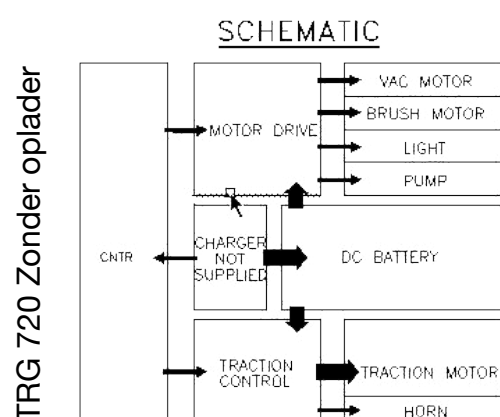 SCHEMATIC
TRG 720 Zonder oplader
CNTR
MOTOR DRIVE
VAC MOTOR
BRUSH MOTOR
LIGHT
PUMP
CHARGER
NOT
SUPPLIED
DC BATTERY
TRACTION
CONTROL
TRACTION MOTOR
HORN